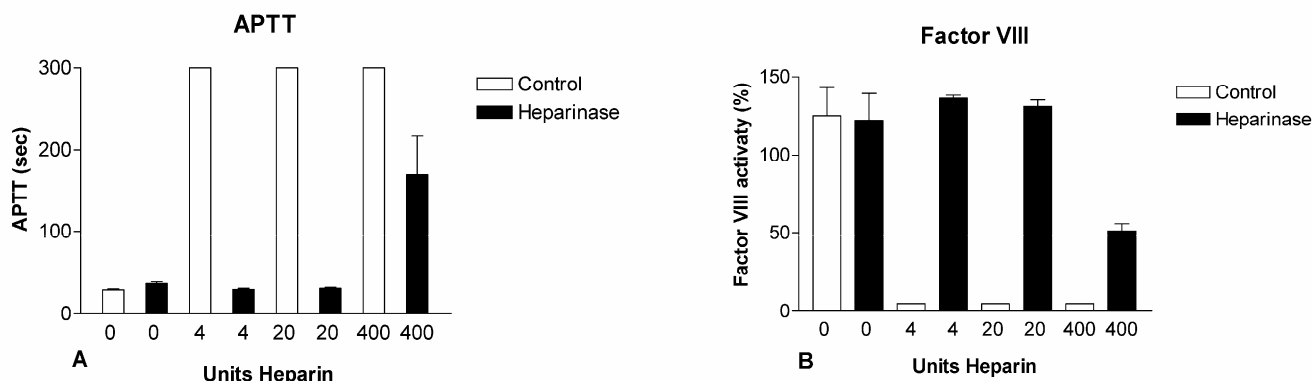 APTT
300
200
100
0
APTT (sec)
0 0 4 4 20 20 400 400
A
Units Heparin
Control
Heparinase
Factor VIII
150
100
50
0
Factor VIII activaty (%)
0 0 4 4 20 20 400 400
B
Units Heparin
Control
Heparinase